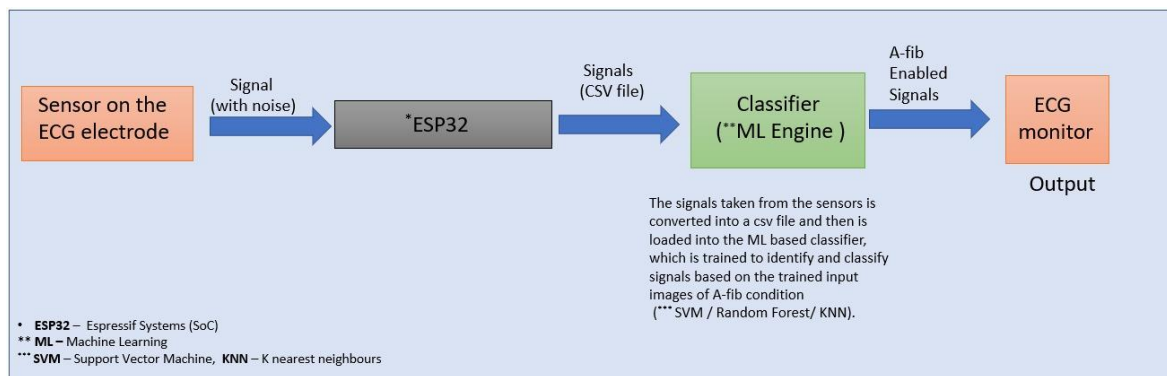 Sensor on the
ECG electrode
Signal
(with noise)
*ESP32
Signals
(CSV file)
Classifier
(**ML Engine )
A-fib
Enabled
Signals
ECG
monitor
Output
The signals taken from the sensors is
converted into a csv file and then is
loaded into the ML based classifier,
which is trained to identify and classify
signals based on the trained input
images of A-fib condition
(***SVM / Random Forest/ KNN).
• ESP32 – Espressif Systems (SoC)
** ML – Machine Learning
*** SVM – Support Vector Machine, KNN – K nearest neighbours